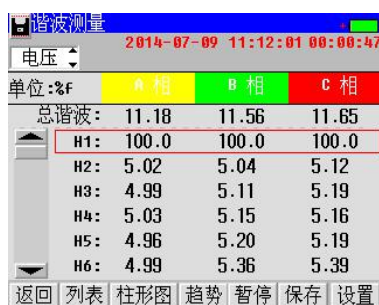 谐波测量
2014-07-09 11:12:01 00:00:47
电压
单位:%f A 相 B 相 C 相
总谐波: 11.18 11.56 11.65
H1: 100.0 100.0 100.0
H2: 5.02 5.04 5.12
H3: 4.99 5.11 5.19
H4: 5.03 5.15 5.16
H5: 4.96 5.20 5.19
H6: 4.99 5.36 5.39
返回 列表 柱形图 趋势 暂停 保存 设置